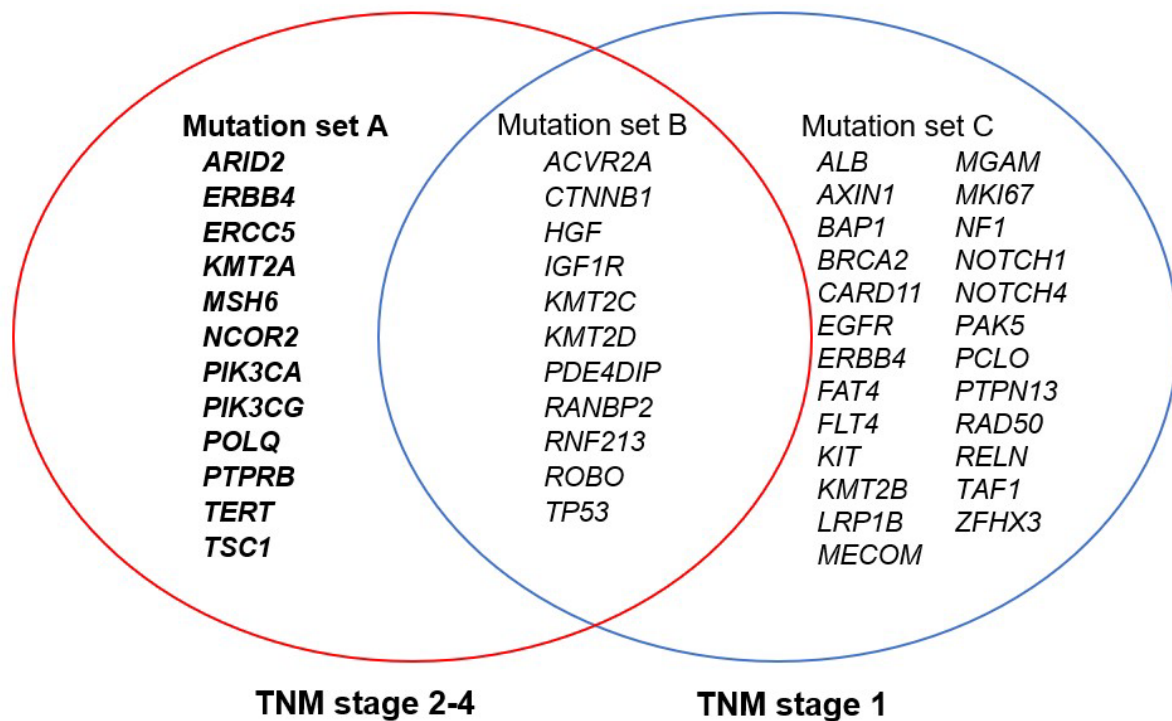 Mutation set A
ARID2
ERBB4
ERCC5
KMT2A
MSH6
NCOR2
PIK3CA
PIK3CG
POLQ
PTPRB
TERT
TSC1
Mutation set B
ACVR2A
CTNNB1
HGF
IGF1R
KMT2C
KMT2D
PDE4DIP
RANBP2
RNF213
ROBO
TP53
Mutation set C
ALB
AXIN1
BAP1
BRCA2
CARD11
EGFR
ERBB4
FAT4
FLT4
KIT
KMT2B
LRP1B
MECOM
MGAM
MKI67
NF1
NOTCH1
NOTCH4
PAK5
PCLO
PTPN13
RAD50
RELN
TAF1
ZFHX3
TNM stage 2-4
TNM stage 1